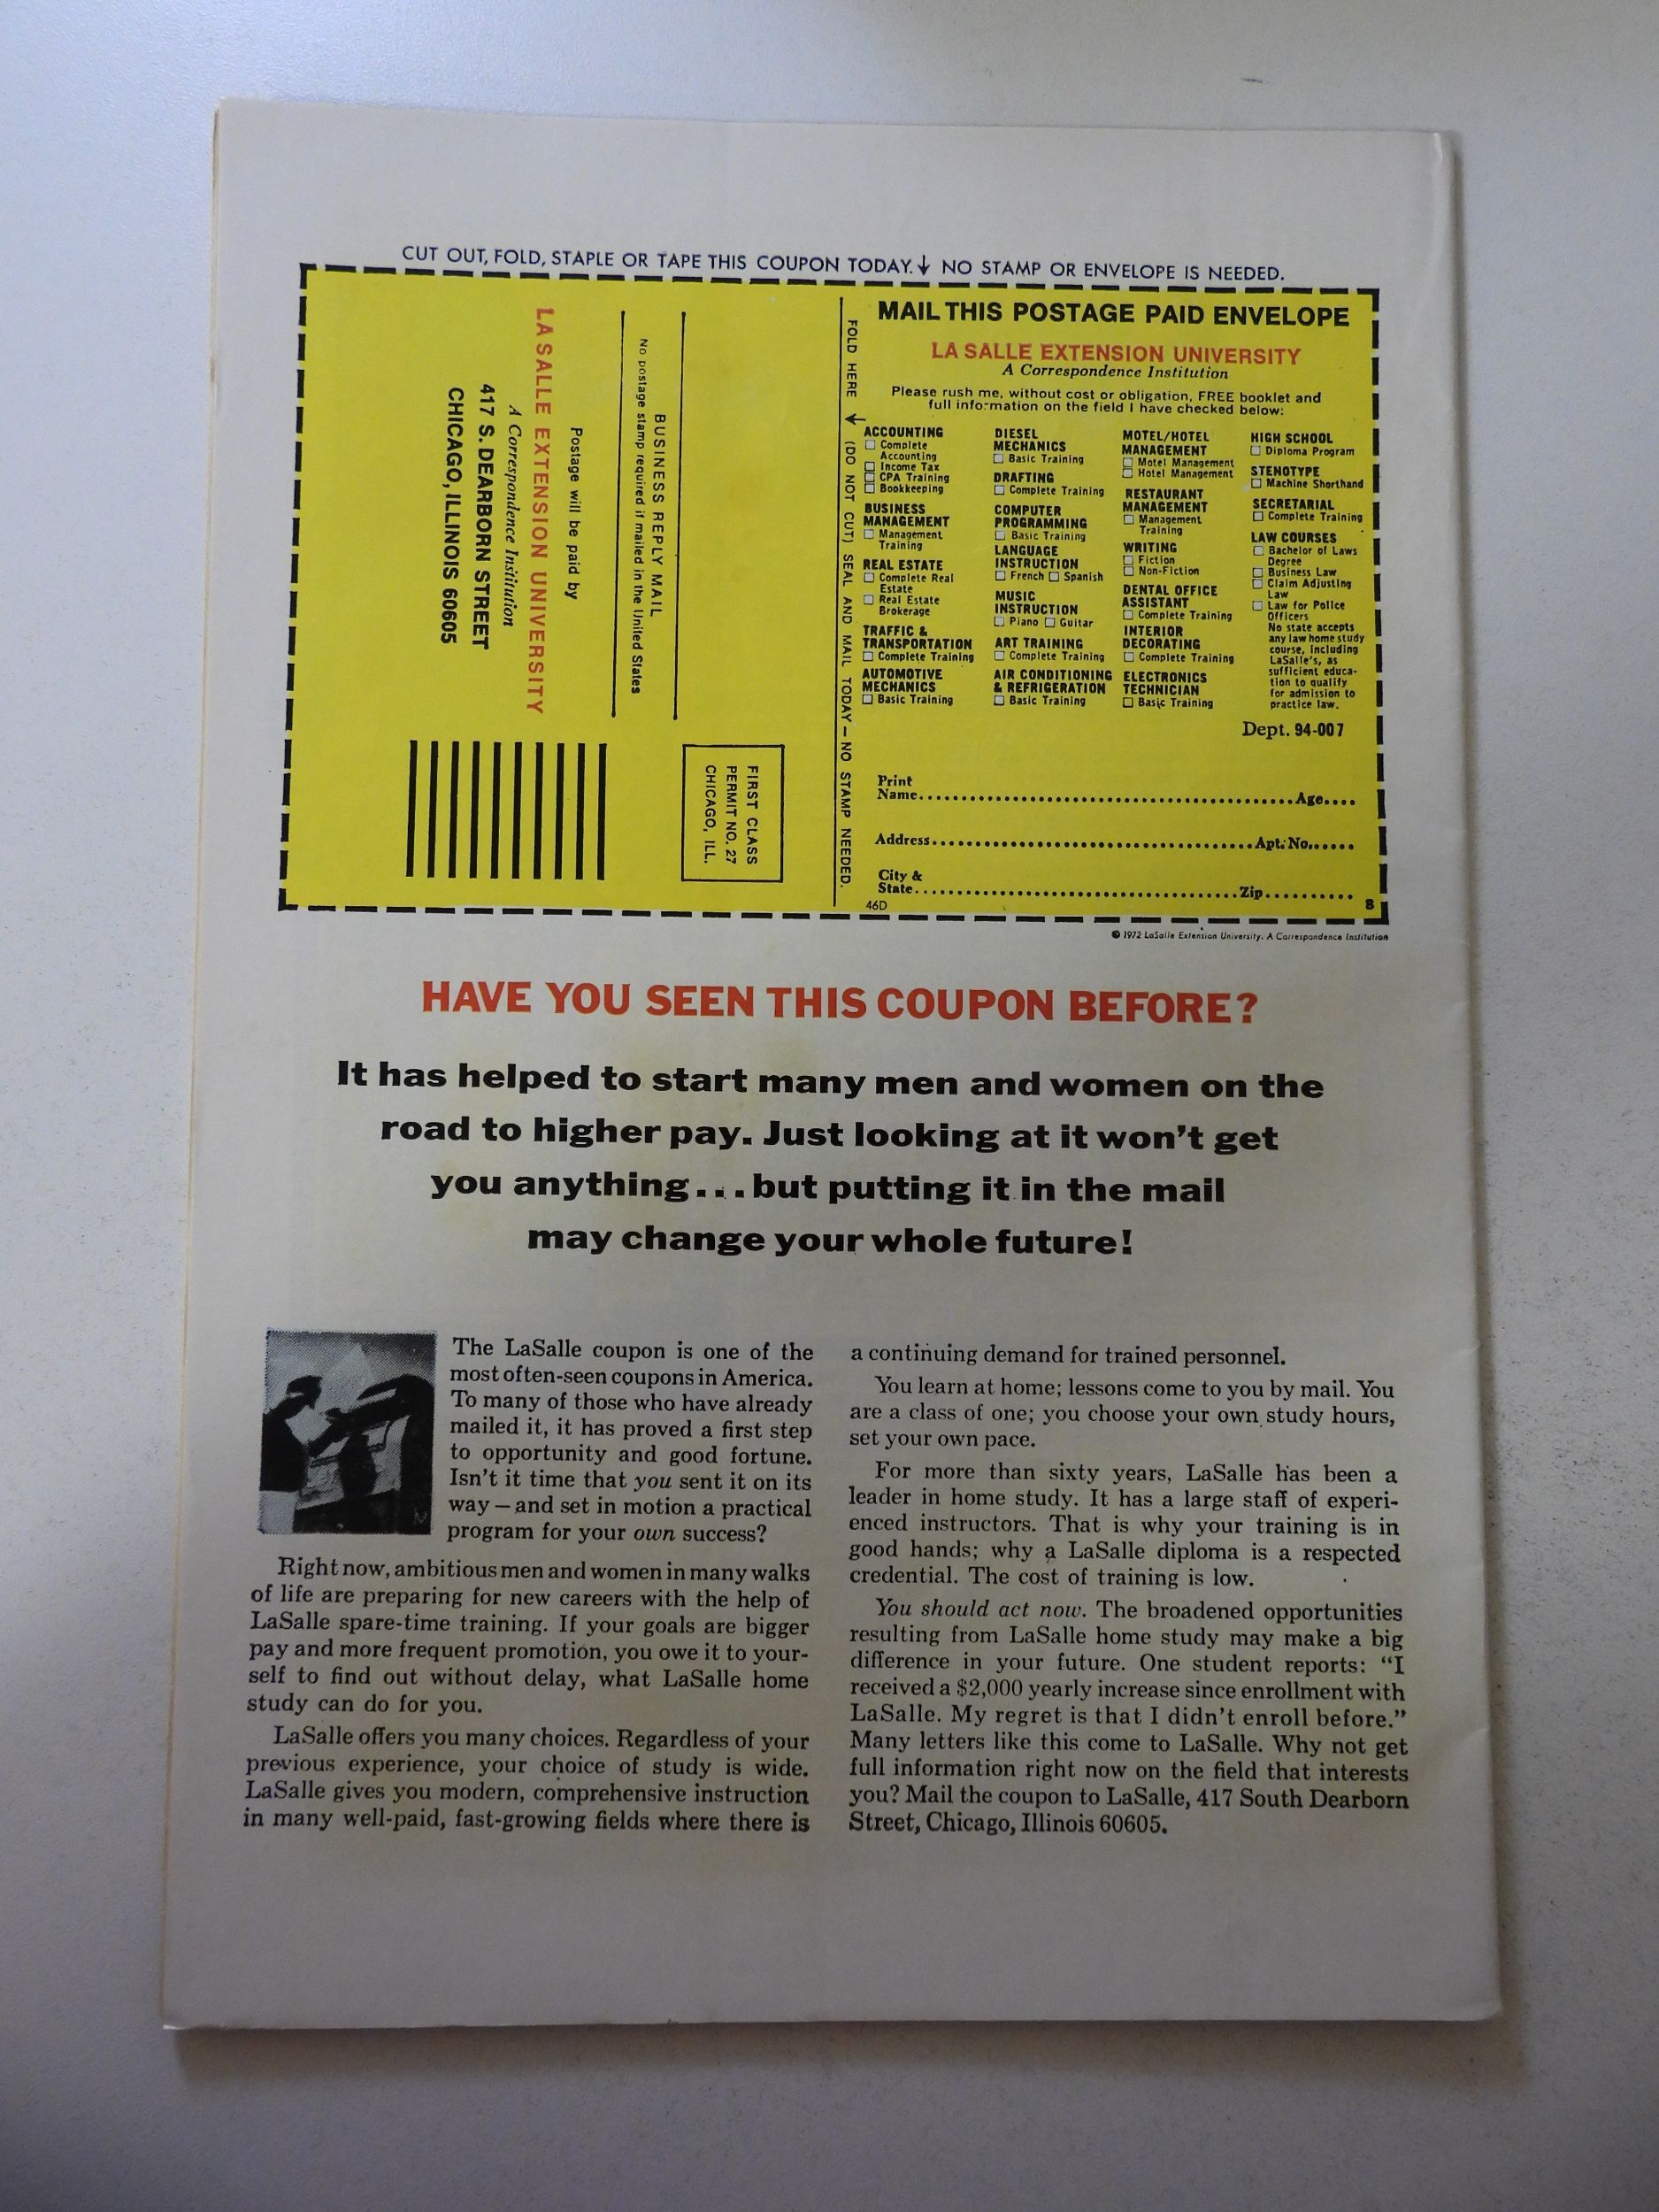 CUT OUT, FOLD, STAPLE OR TAPE THIS COUPON TODAY.↓ NO STAMP OR ENVELOPE IS NEEDED.
BUSINESS REPLY MAIL
No postage stamp required if mailed in the United States
Postage will be paid by
LA SALLE EXTENSION UNIVERSITY
A Correspondence Institution
417 S. DEARBORN STREET
CHICAGO, ILLINOIS 60605
FIRST CLASS
PERMIT NO. 27
CHICAGO, ILL.
FOLD HERE ↓ (DO NOT CUT) SEAL AND MAIL TODAY — NO STAMP NEEDED.
MAIL THIS POSTAGE PAID ENVELOPE
LA SALLE EXTENSION UNIVERSITY
A Correspondence Institution
Please rush me, without cost or obligation, FREE booklet and
full information on the field I have checked below:
ACCOUNTING
☐ Complete
Accounting
☐ Income Tax
☐ CPA Training
☐ Bookkeeping
BUSINESS
MANAGEMENT
☐ Management
Training
REAL ESTATE
☐ Complete Real
Estate
☐ Real Estate
Brokerage
TRAFFIC &
TRANSPORTATION
☐ Complete Training
AUTOMOTIVE
MECHANICS
☐ Basic Training
DIESEL
MECHANICS
☐ Basic Training
DRAFTING
☐ Complete Training
COMPUTER
PROGRAMMING
☐ Basic Training
LANGUAGE
INSTRUCTION
☐ French ☐ Spanish
MUSIC
INSTRUCTION
☐ Piano ☐ Guitar
ART TRAINING
☐ Complete Training
AIR CONDITIONING
& REFRIGERATION
☐ Basic Training
MOTEL/HOTEL
MANAGEMENT
☐ Motel Management
☐ Hotel Management
RESTAURANT
MANAGEMENT
☐ Management
Training
WRITING
☐ Fiction
☐ Non-Fiction
DENTAL OFFICE
ASSISTANT
☐ Complete Training
INTERIOR
DECORATING
☐ Complete Training
ELECTRONICS
TECHNICIAN
☐ Basic Training
HIGH SCHOOL
☐ Diploma Program
STENOTYPE
☐ Machine Shorthand
SECRETARIAL
☐ Complete Training
LAW COURSES
☐ Bachelor of Laws
Degree
☐ Business Law
☐ Claim Adjusting
Law
☐ Law for Police
Officers
No state accepts
any law home study
course, including
LaSalle's, as
sufficient educa-
tion to qualify
for admission to
practice law.
Dept. 94-007
Print
Name.......... Age....
Address.......... Apt. No......
City &
State.......... Zip..........
46D 8
© 1972 LaSalle Extension University. A Correspondence Institution
HAVE YOU SEEN THIS COUPON BEFORE?
It has helped to start many men and women on the
road to higher pay. Just looking at it won't get
you anything...but putting it in the mail
may change your whole future!
The LaSalle coupon is one of the
most often-seen coupons in America.
To many of those who have already
mailed it, it has proved a first step
to opportunity and good fortune.
Isn't it time that you sent it on its
way—and set in motion a practical
program for your own success?
Right now, ambitious men and women in many walks
of life are preparing for new careers with the help of
LaSalle spare-time training. If your goals are bigger
pay and more frequent promotion, you owe it to your-
self to find out without delay, what LaSalle home
study can do for you.
LaSalle offers you many choices. Regardless of your
previous experience, your choice of study is wide.
LaSalle gives you modern, comprehensive instruction
in many well-paid, fast-growing fields where there is
a continuing demand for trained personnel.
You learn at home; lessons come to you by mail. You
are a class of one; you choose your own study hours,
set your own pace.
For more than sixty years, LaSalle has been a
leader in home study. It has a large staff of experi-
enced instructors. That is why your training is in
good hands; why a LaSalle diploma is a respected
credential. The cost of training is low.
You should act now. The broadened opportunities
resulting from LaSalle home study may make a big
difference in your future. One student reports: “I
received a $2,000 yearly increase since enrollment with
LaSalle. My regret is that I didn't enroll before.”
Many letters like this come to LaSalle. Why not get
full information right now on the field that interests
you? Mail the coupon to LaSalle, 417 South Dearborn
Street, Chicago, Illinois 60605.